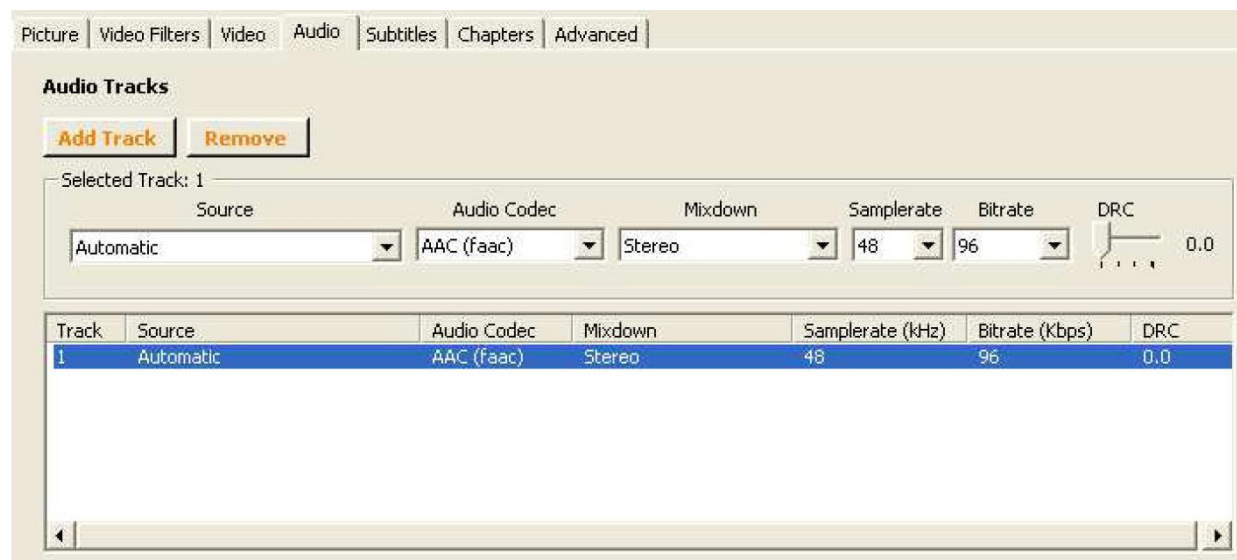 Picture Video Filters Video Audio Subtitles Chapters Advanced
Audio Tracks
Add Track Remove
Selected Track: 1
Source Audio Codec Mixdown Samplerate Bitrate DRC
Automatic AAC (faac) Stereo 48 96 0.0
Track Source Audio Codec Mixdown Samplerate (kHz) Bitrate (Kbps) DRC
1 Automatic AAC (faac) Stereo 48 96 0.0